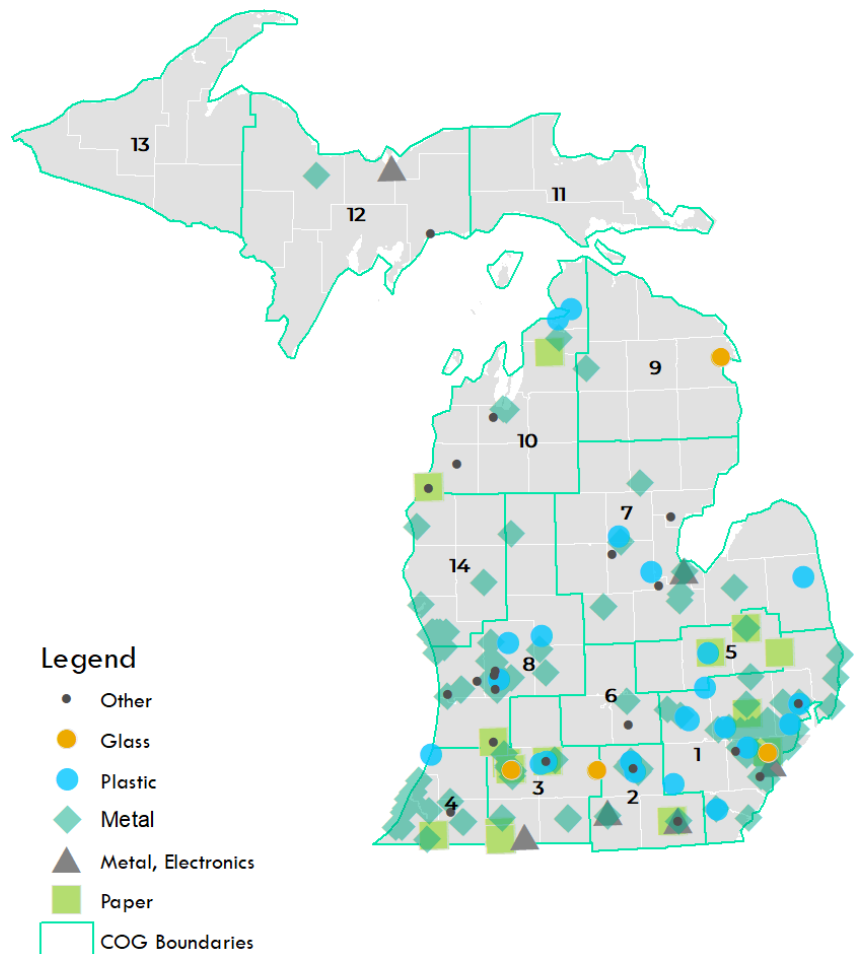 13
12
11
9
10
7
14
5
8
6
1
3
2
4
Legend
Other
Glass
Plastic
Metal
Metal, Electronics
Paper
COG Boundaries